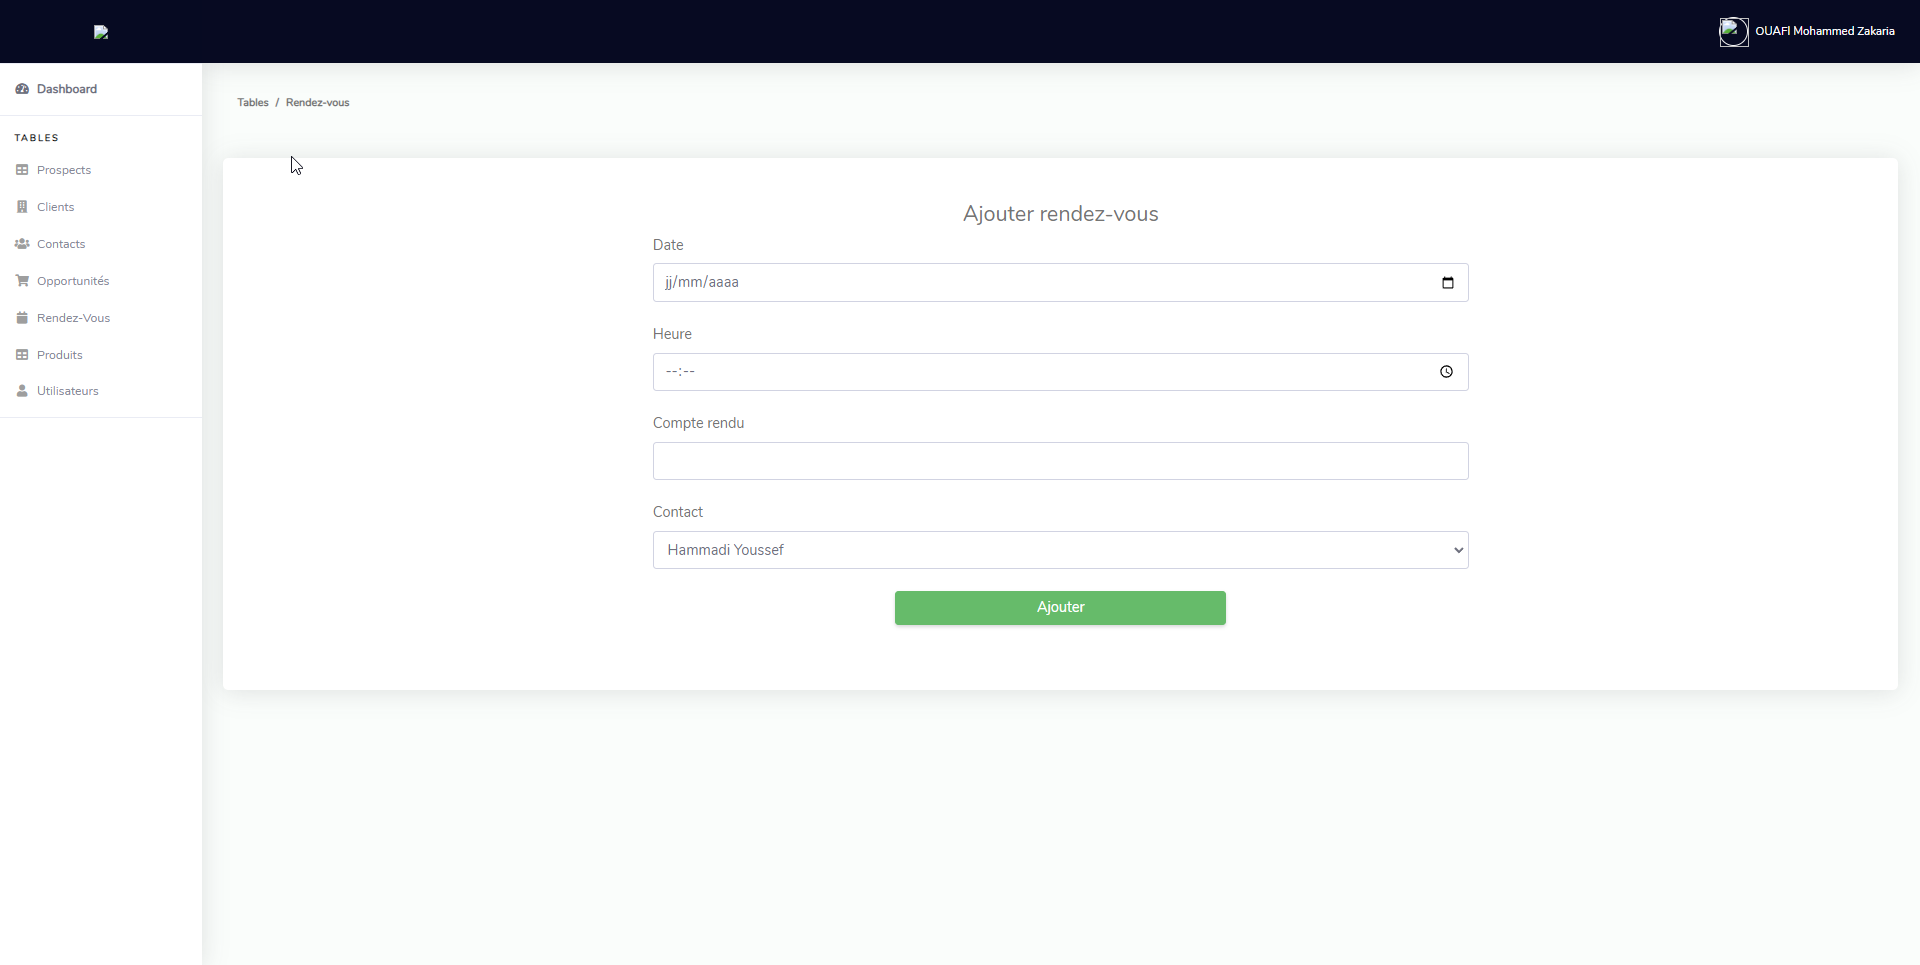 OUAFI Mohammed Zakaria
Dashboard
TABLES
Prospects
Clients
Contacts
Opportunités
Rendez-Vous
Produits
Utilisateurs
Tables / Rendez-vous
Ajouter rendez-vous
Date
jj/mm/aaaa
Heure
--:--
Compte rendu
Contact
Hammadi Youssef
Ajouter